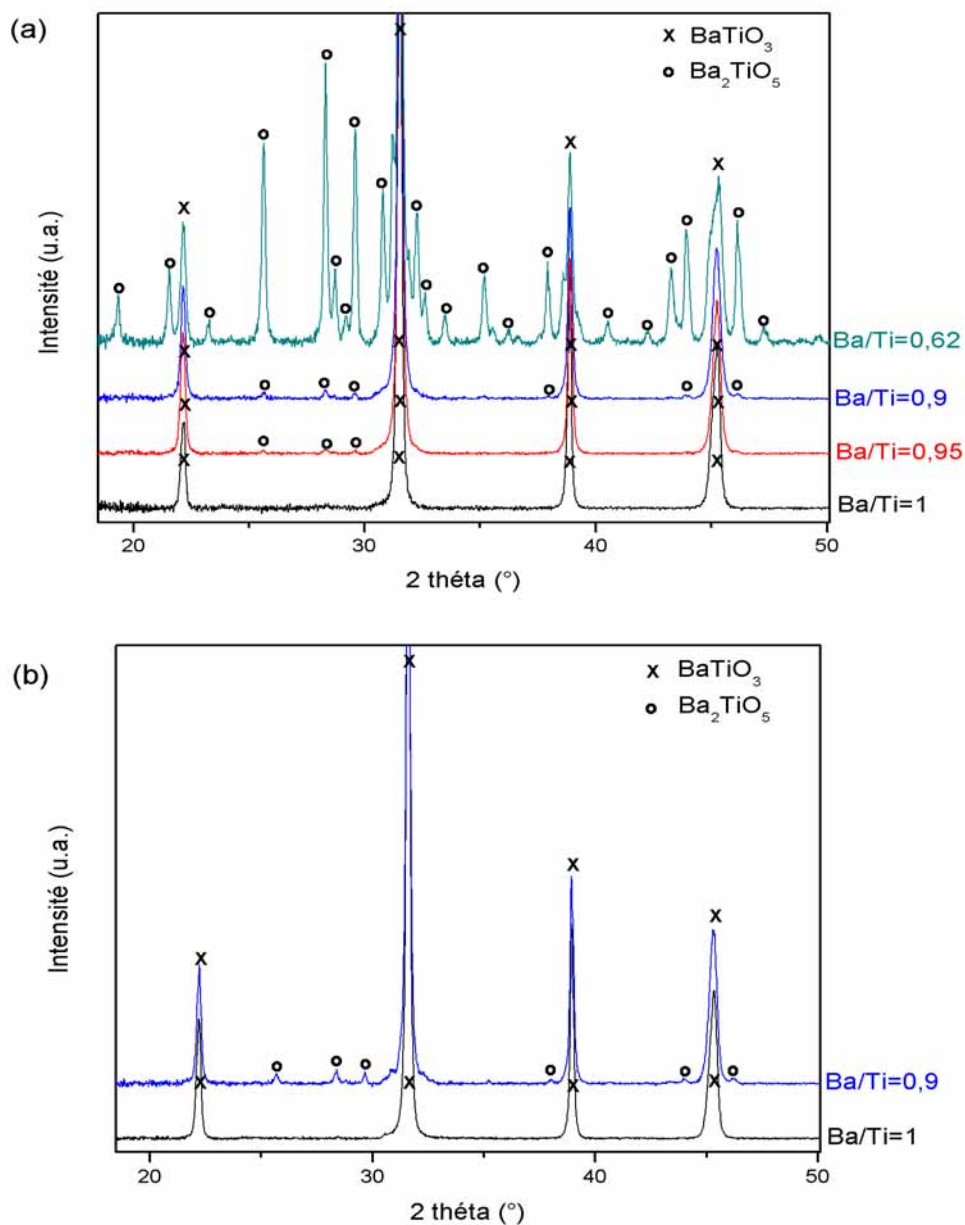 (a)
x BaTiO₃
o Ba₂TiO₅
Intensité (u.a.)
Ba/Ti=0,62
Ba/Ti=0,9
Ba/Ti=0,95
Ba/Ti=1
20 30 40 50
2 théta (°)
(b)
x BaTiO₃
o Ba₂TiO₅
Intensité (u.a.)
Ba/Ti=0,9
Ba/Ti=1
20 30 40 50
2 théta (°)